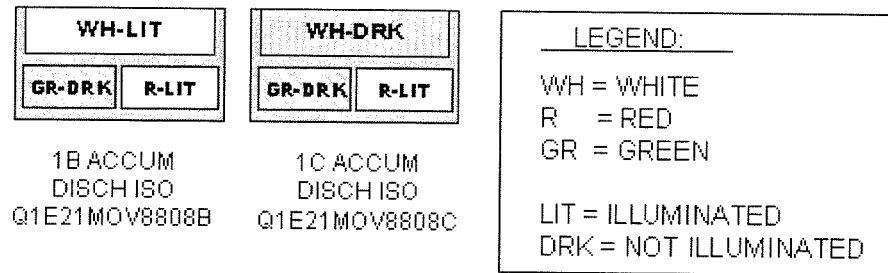 WH-LIT
GR-DRK R-LIT
1B ACCUM
DISCH ISO
Q1E21MOV8808B
WH-DRK
GR-DRK R-LIT
1C ACCUM
DISCH ISO
Q1E21MOV8808C
LEGEND:
WH = WHITE
R = RED
GR = GREEN
LIT = ILLUMINATED
DRK = NOT ILLUMINATED